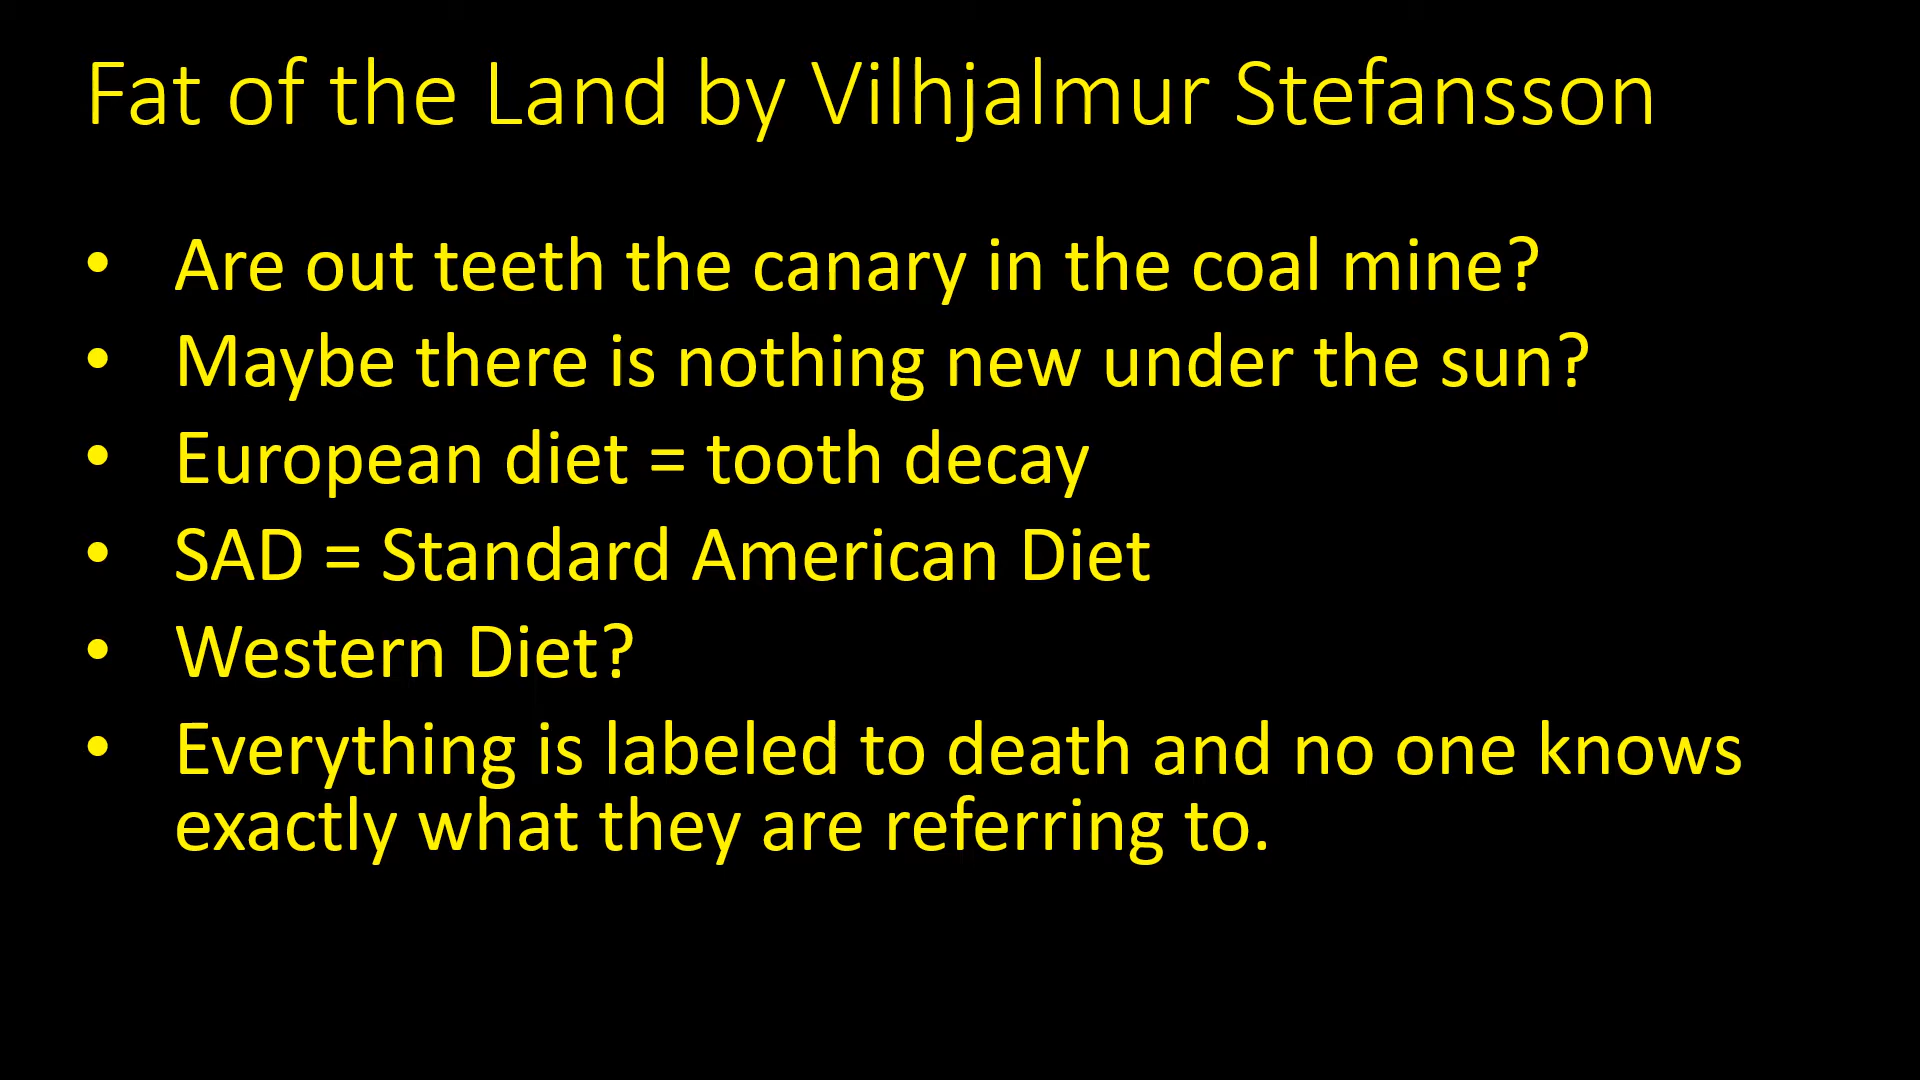 Fat of the Land by Vilhjalmur Stefansson
• Are out teeth the canary in the coal mine?
• Maybe there is nothing new under the sun?
• European diet = tooth decay
• SAD = Standard American Diet
• Western Diet?
• Everything is labeled to death and no one knows
exactly what they are referring to.